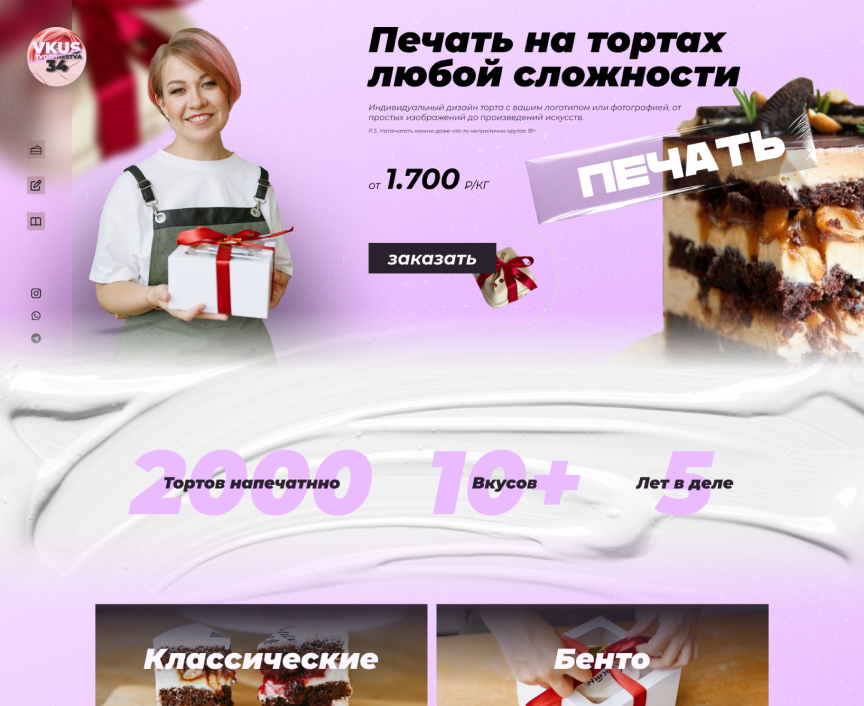 VKUS
34
Печать на тортах
любой сложности
Индивидуальный дизайн торта с вашим логотипом или фотографией, от
простых изображений до произведений искусств.
P.S. Напечатать можно даже что-то неприлично крутое 18+
ПЕЧАТЬ
от 1.700 ₽/КГ
заказать
2000
Тортов напечатнно
10+
Вкусов
5
Лет в деле
Классические
Бенто